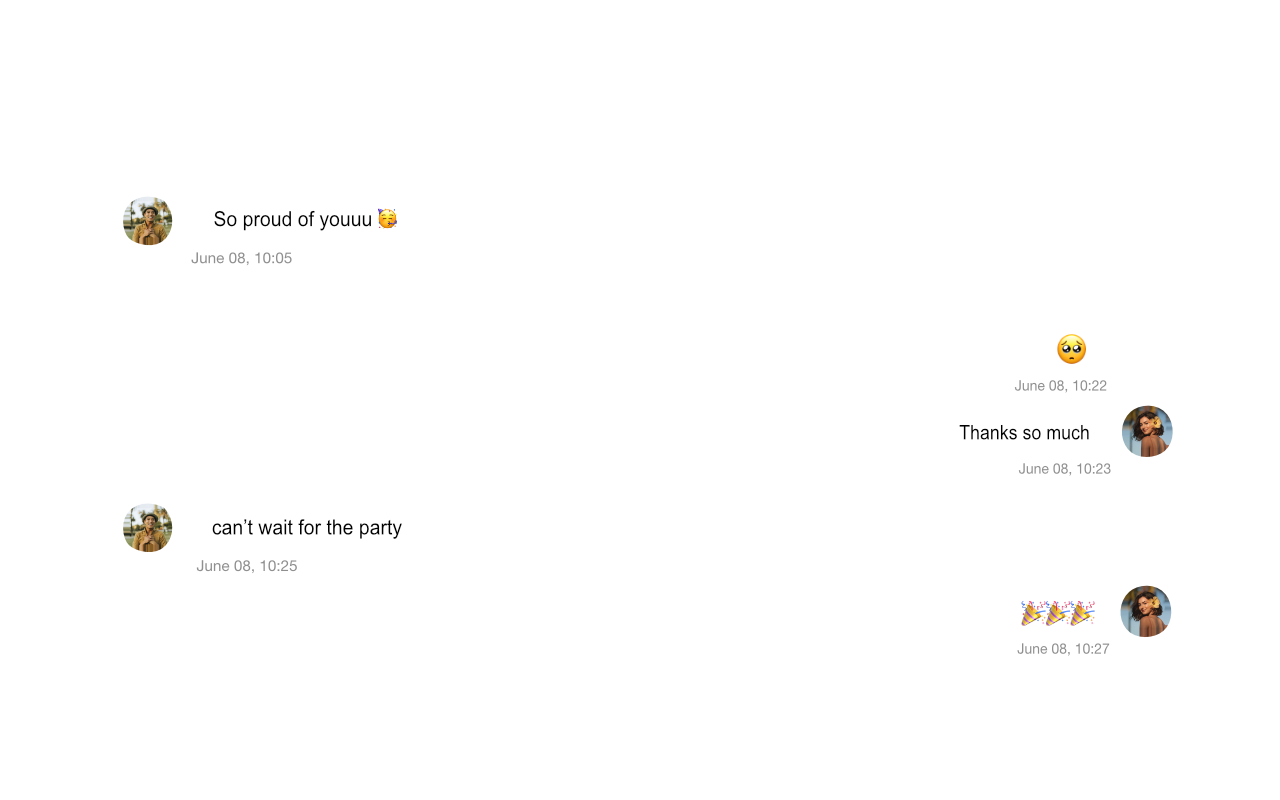 So proud of youuu 🥳
June 08, 10:05
🥺
June 08, 10:22
Thanks so much
June 08, 10:23
can’t wait for the party
June 08, 10:25
🎉🎉🎉
June 08, 10:27